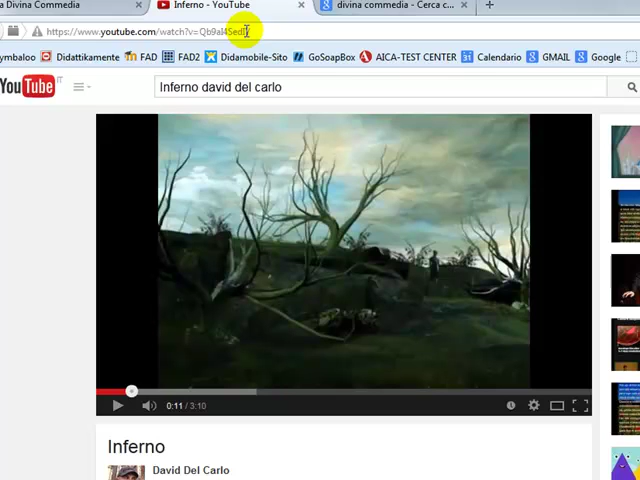 a Divina Commedia
Inferno - YouTube
divina commedia - Cerca c...
https://www.youtube.com/watch?v=
ymbaloo Didattikamente FAD FAD2 Didamobile-Sito GoSoapBox AICA-TEST CENTER Calendario GMAIL Google
YouTube IT
Inferno david del carlo
0:11 / 3:10
Inferno
David Del Carlo